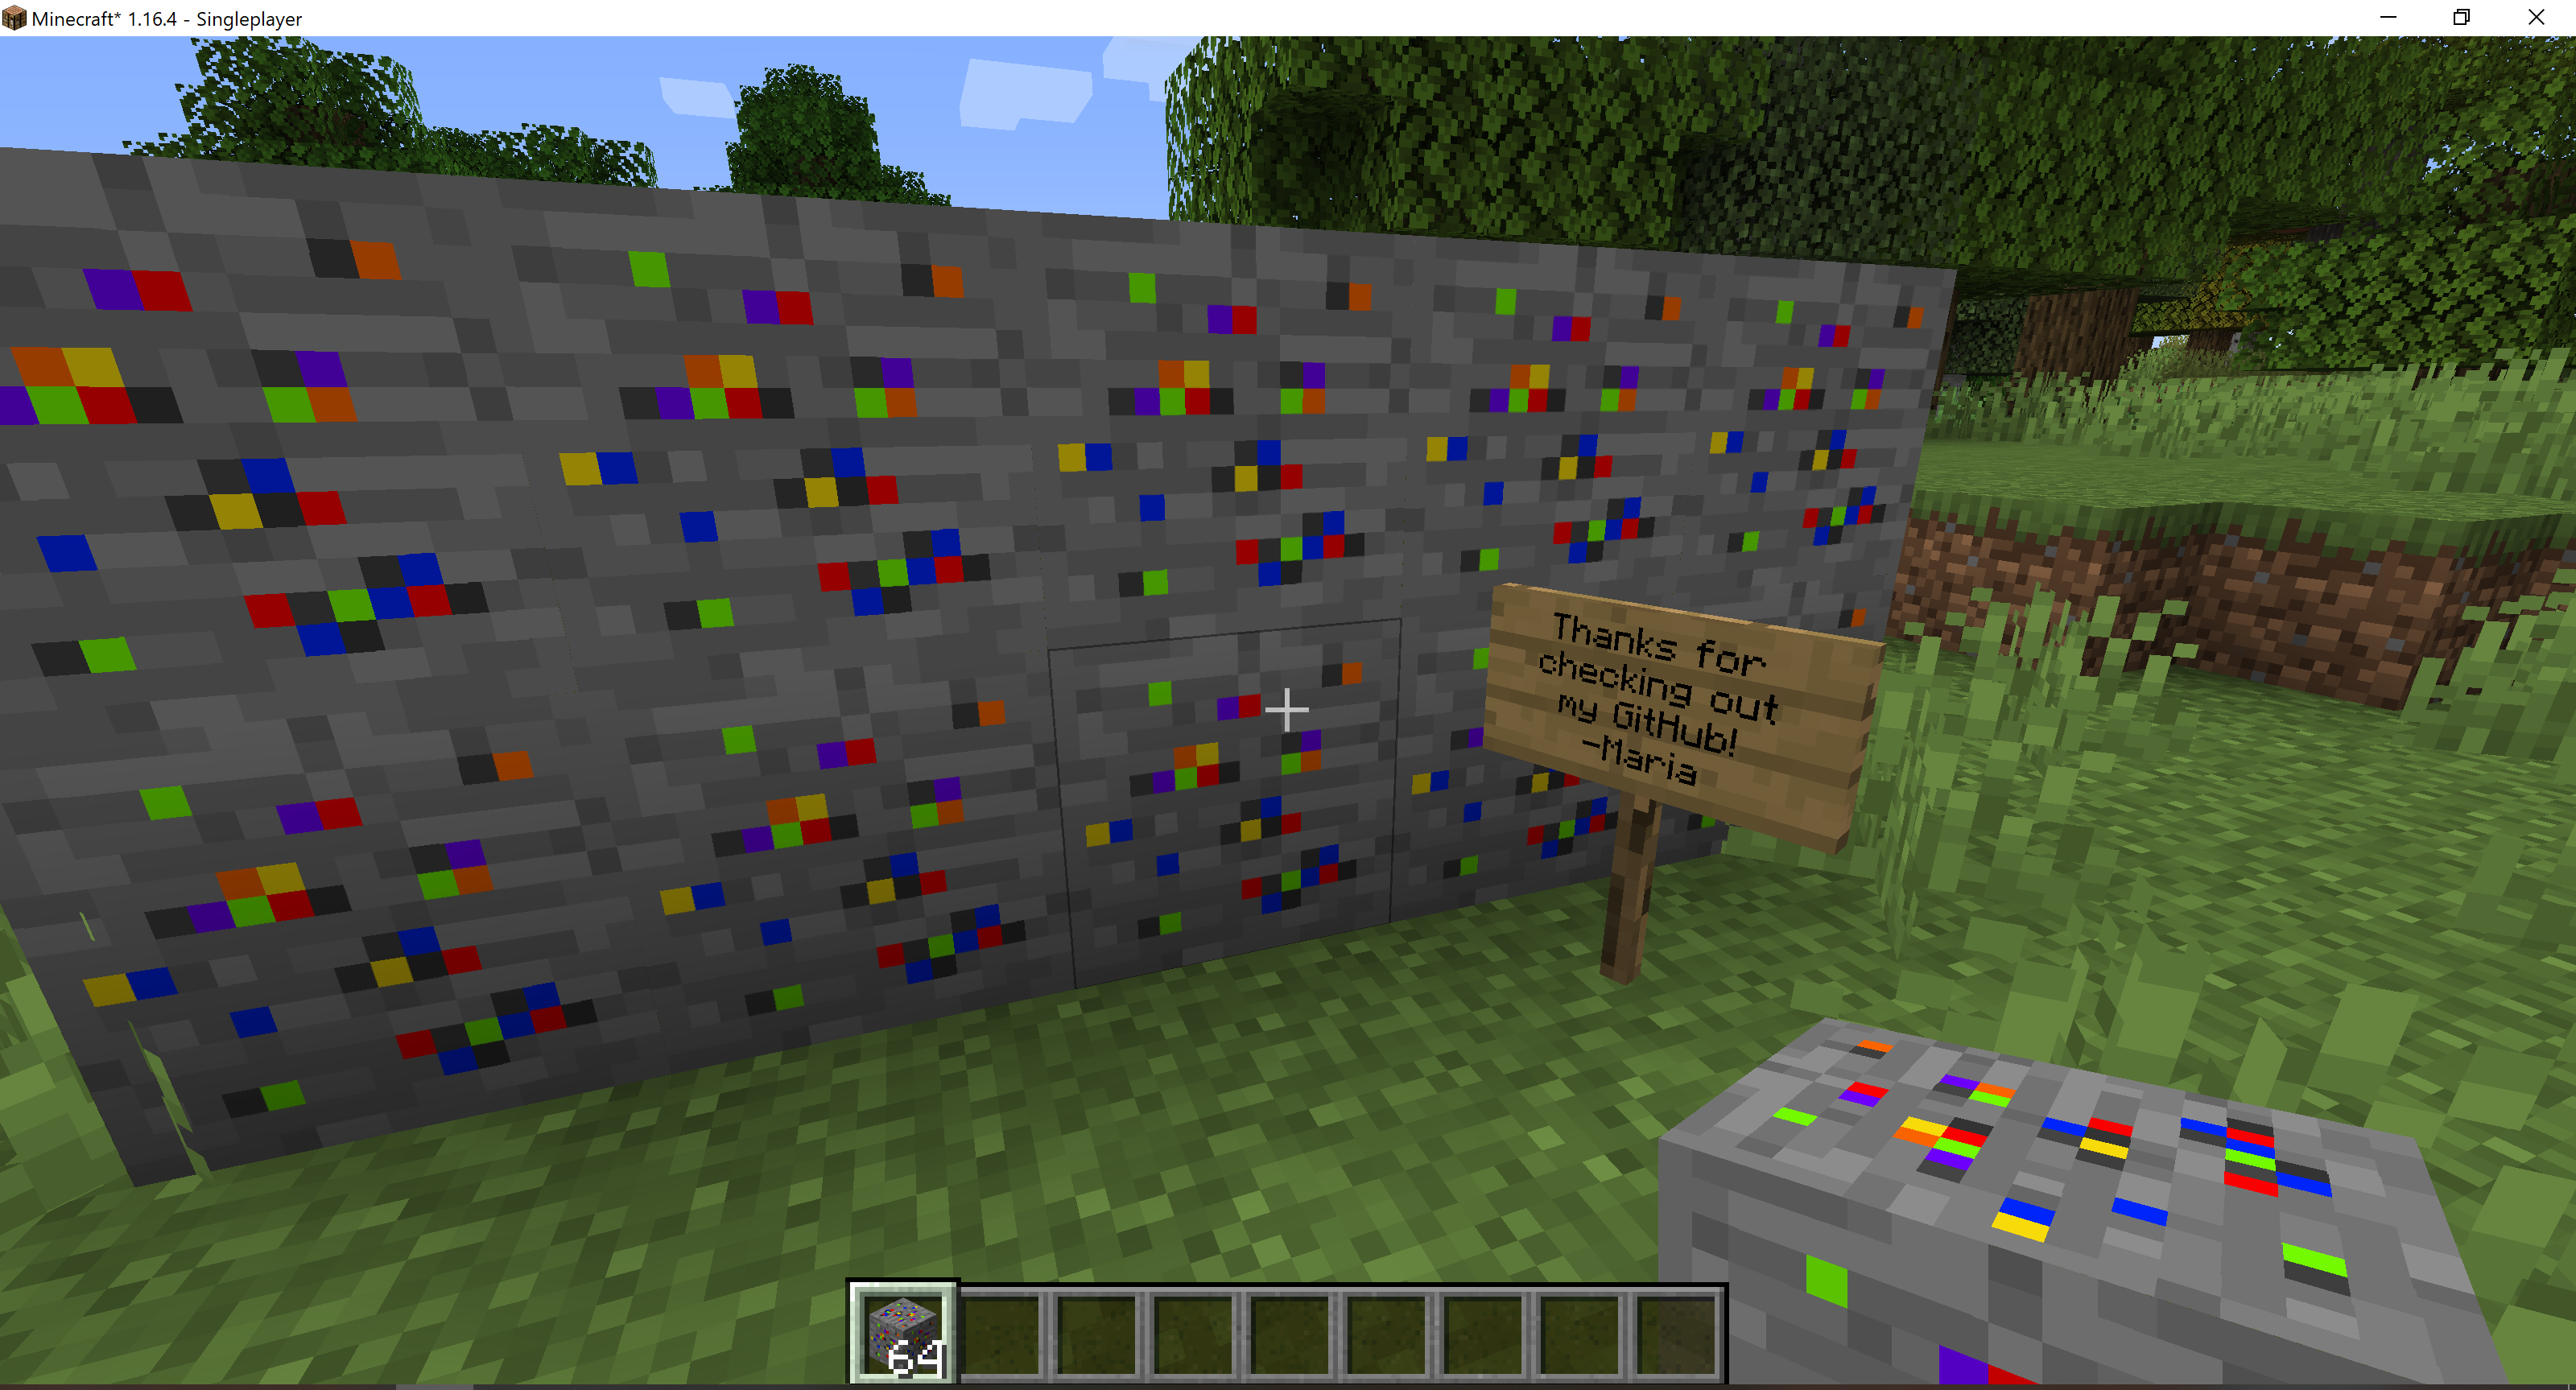 Minecraft* 1.16.4 - Singleplayer
Thanks for
checking out
my GitHub!
-Maria
64